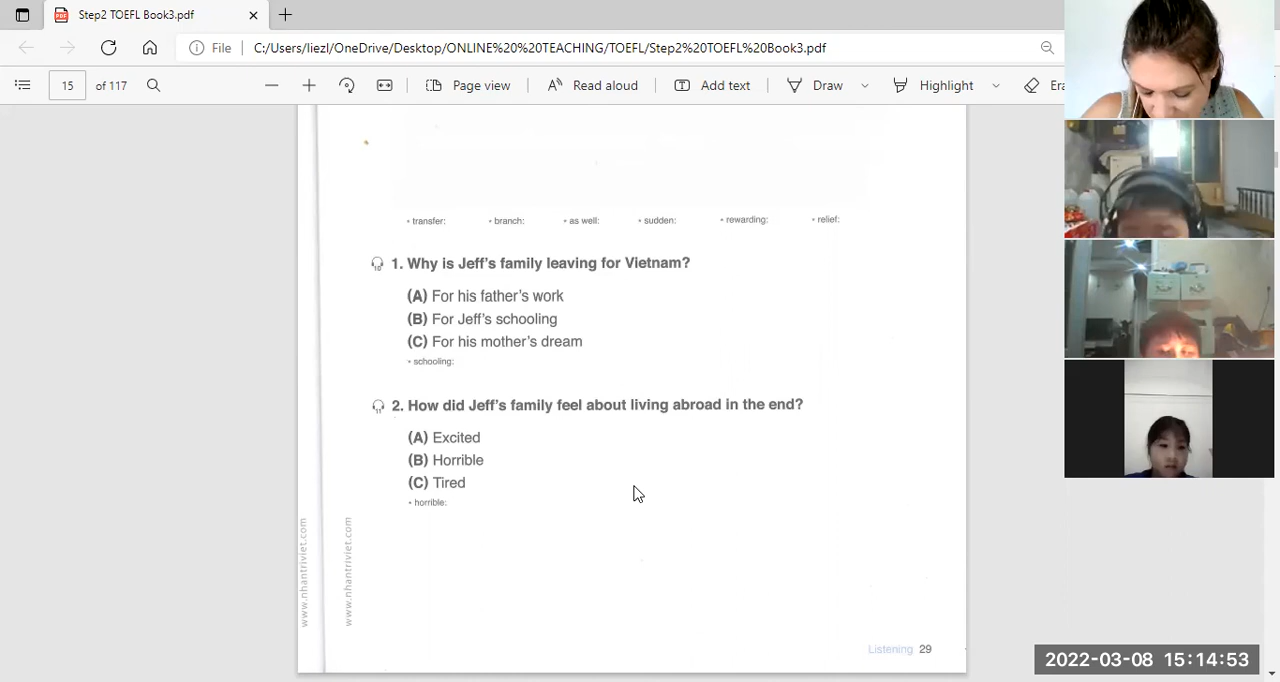 Step2 TOEFL Book3.pdf
File C:/Users/liezl/OneDrive/Desktop/ONLINE%20%20TEACHING/TOEFL/Step2%20TOEFL%20Book3.pdf
15 of 117 Page view Read aloud Add text Draw Highlight
• transfer: • branch: • as well: • sudden: • rewarding: • relief:
1. Why is Jeff's family leaving for Vietnam?
(A) For his father's work
(B) For Jeff's schooling
(C) For his mother's dream
• schooling:
2. How did Jeff's family feel about living abroad in the end?
(A) Excited
(B) Horrible
(C) Tired
• horrible:
www.nhantriviet.com
www.nhantriviet.com
Listening 29
2022-03-08 15:14:53